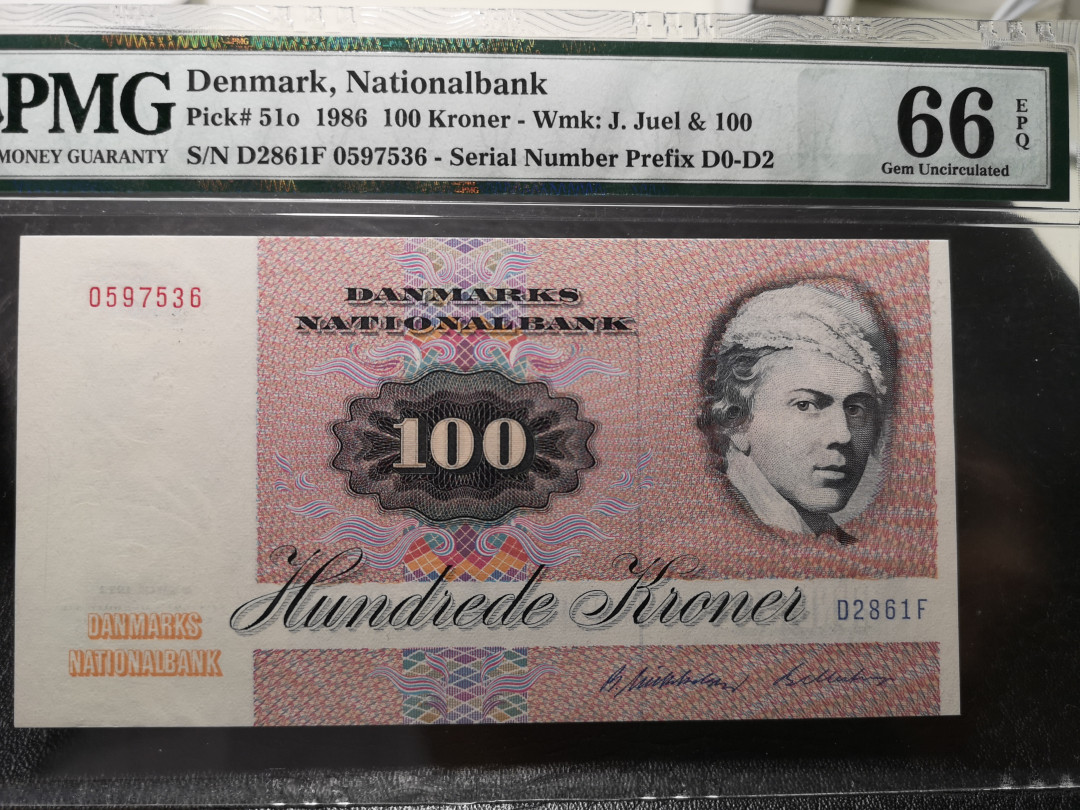 PMG
MONEY GUARANTY
Denmark, Nationalbank
Pick# 51o 1986 100 Kroner - Wmk: J. Juel & 100
S/N D2861F 0597536 - Serial Number Prefix D0-D2
66
EPQ
Gem Uncirculated
0597536
DANMARKS
NATIONALBANK
100
Hundrede Kroner
D2861F
DANMARKS
NATIONALBANK